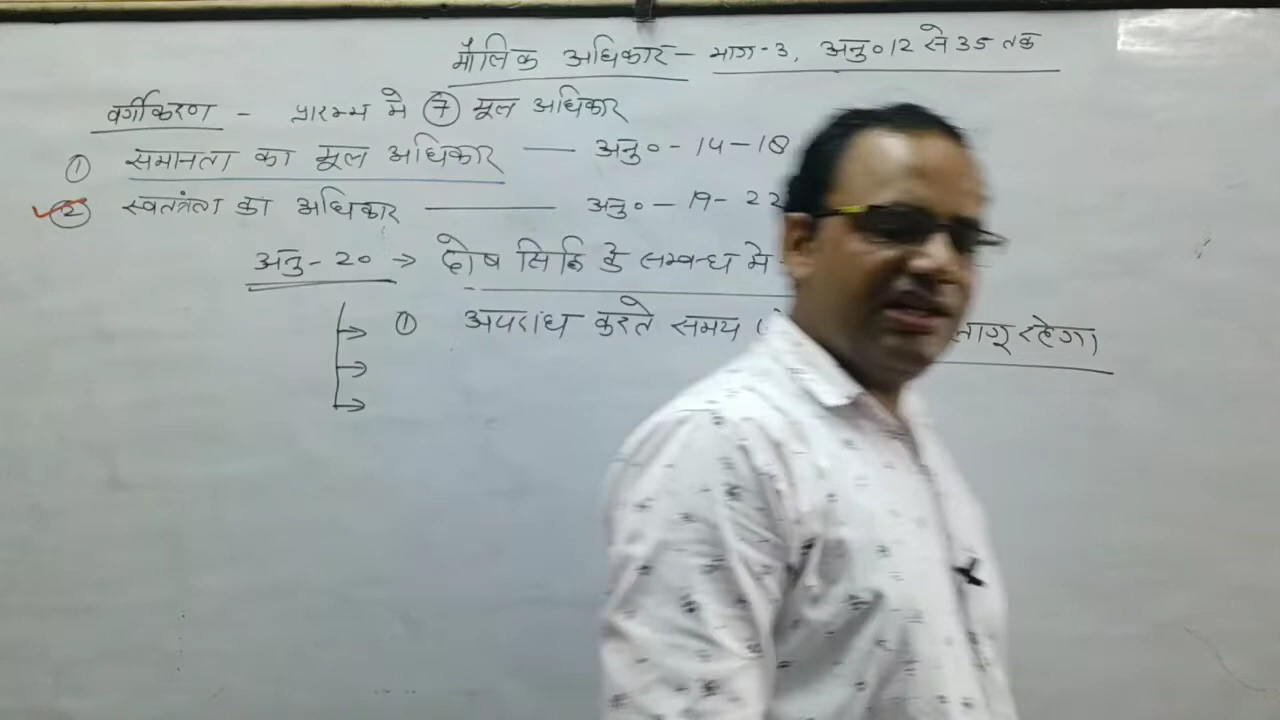 मौलिक अधिकार – भाग-3, अनु०12 से 35 तक
वर्गीकरण - प्रारम्भ मे ⑦ मूल अधिकार
① समानता का मूल अधिकार — अनु० - 14 - 18
② स्वतंत्रता का अधिकार — अनु० - 19 - 22
अनु - 20 → दोष सिद्धि के सम्बन्ध मे
① अपराध करते समय लागू रहेगा।